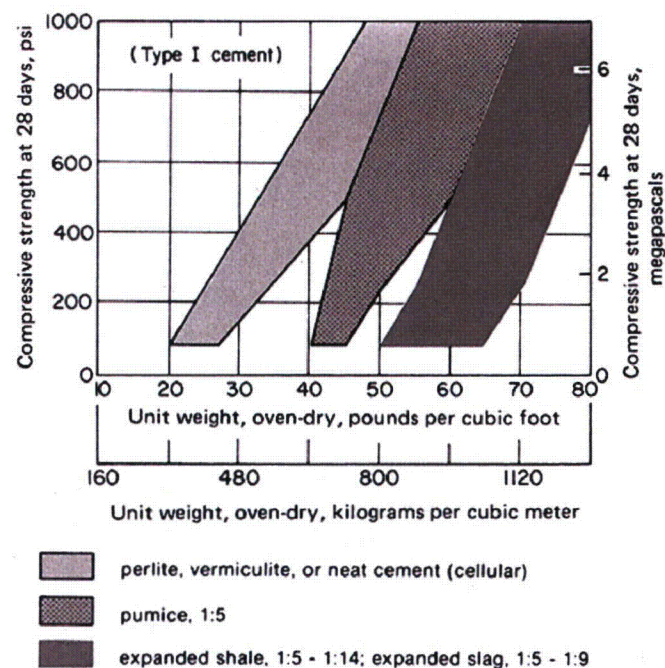 Compressive strength at 28 days, psi
1000
800
600
400
200
0
(Type I cement)
6
4
2
0
Compressive strength at 28 days,
megapascals
10 20 30 40 50 60 70 80
Unit weight, oven-dry, pounds per cubic foot
160 480 800 1120
Unit weight, oven-dry, kilograms per cubic meter
perlite, vermiculite, or neat cement (cellular)
pumice, 1:5
expanded shale, 1:5 - 1:14; expanded slag, 1:5 - 1:9